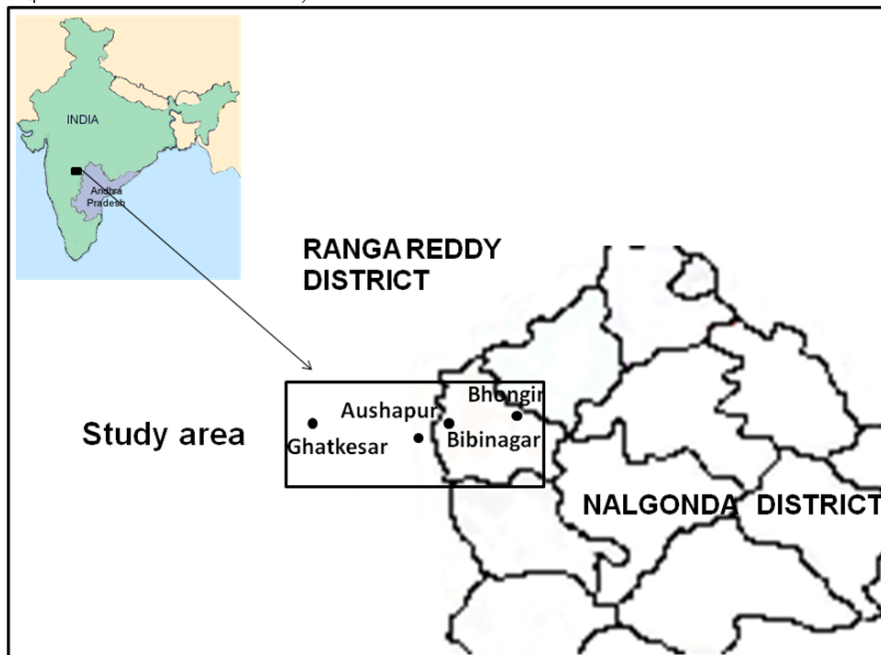 INDIA
Andhra
Pradesh
RANGA REDDY
DISTRICT
Bhongir
Aushapur
Study area
Ghatkesar
Bibinagar
NALGONDA DISTRICT